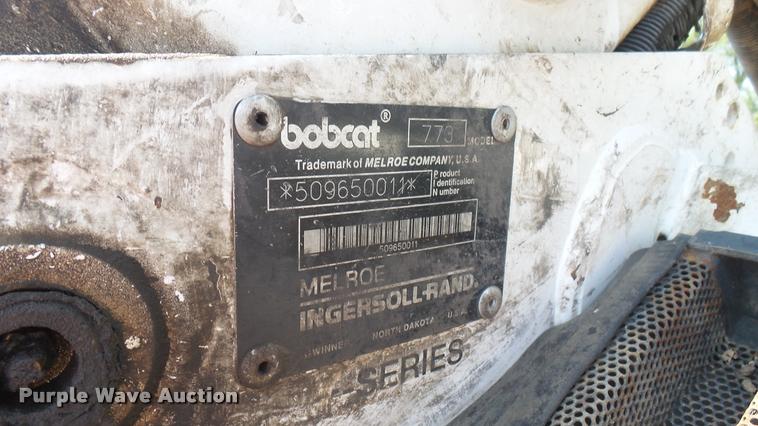 bobcat® 773 MODEL
Trademark of MELROE COMPANY, U.S.A.
*509650011* Product Identification Number
509650011
MELROE
INGERSOLL-RAND®
GWINNER NORTH DAKOTA U.S.A.
SERIES
Purple Wave Auction